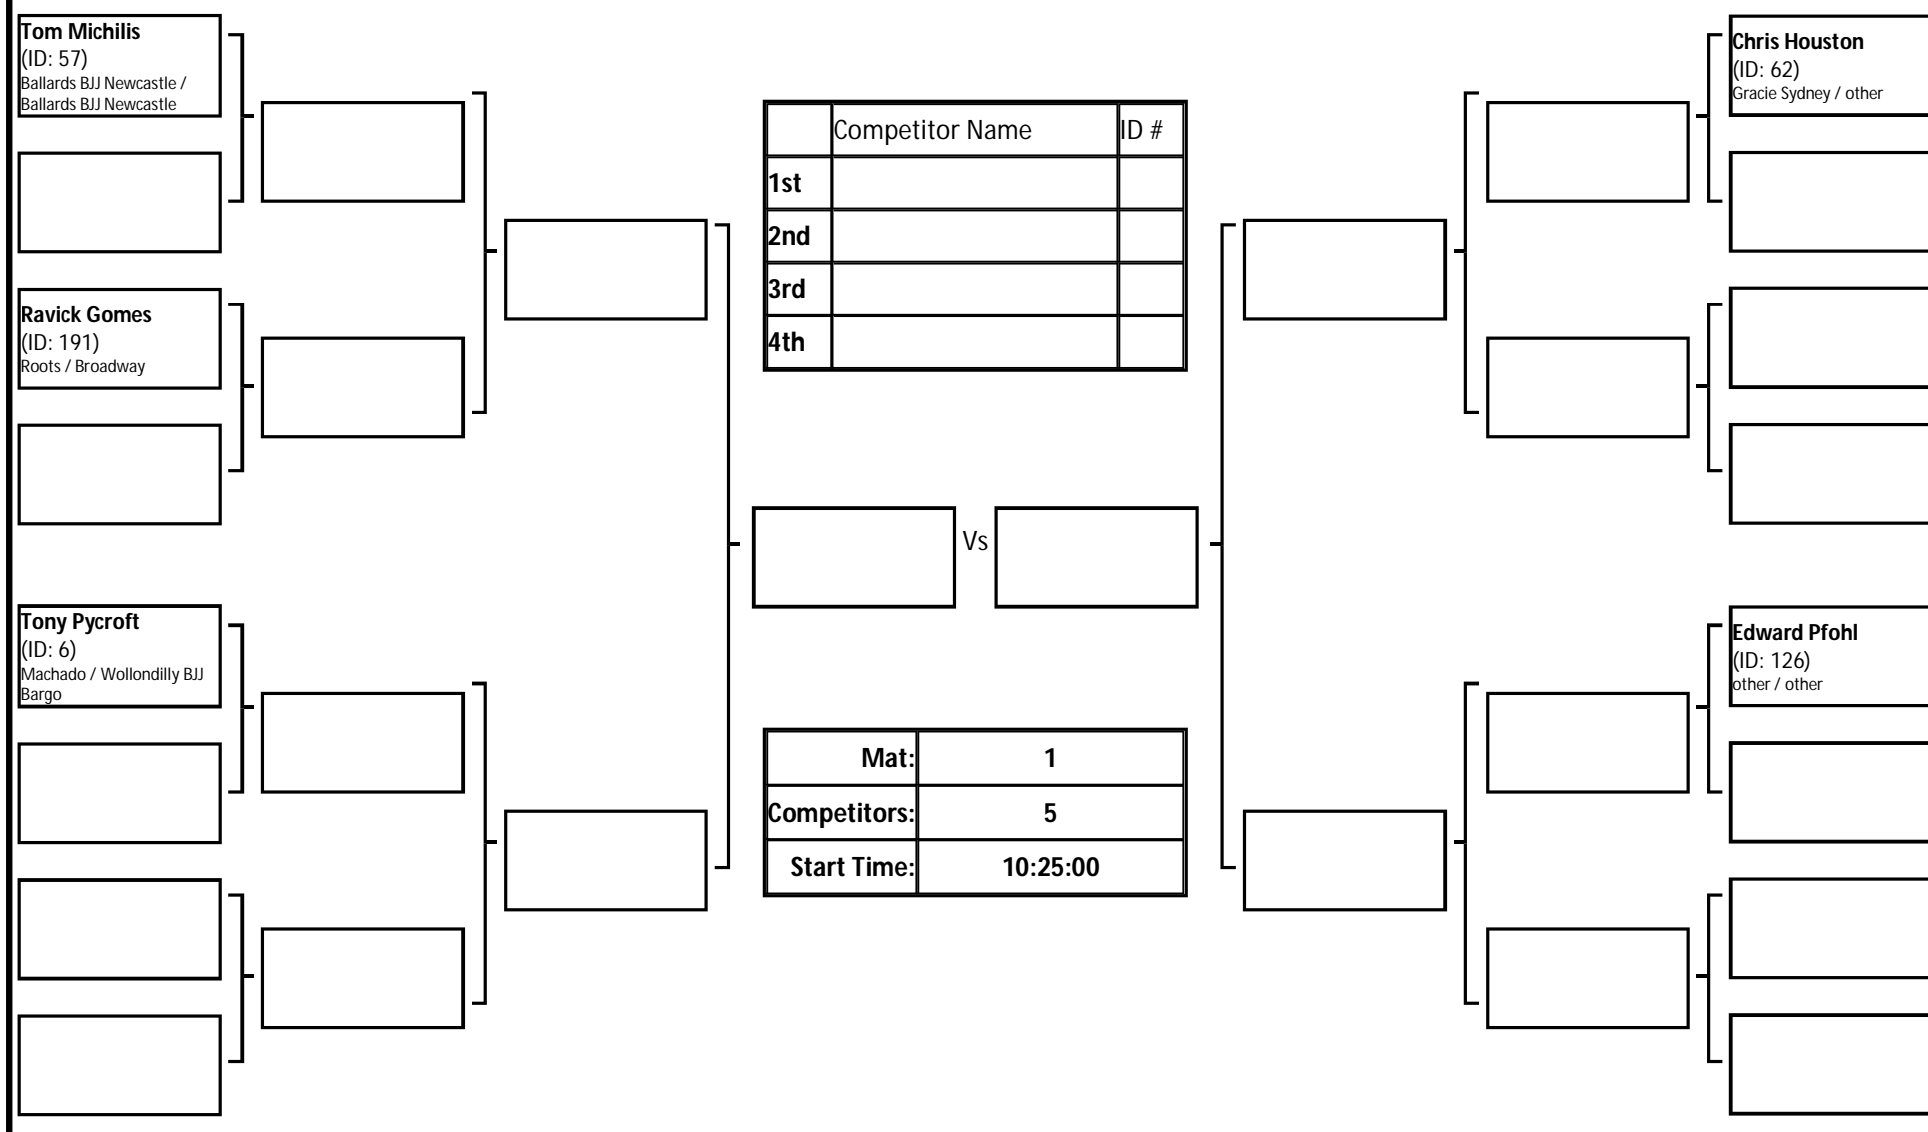 Tom Michilis
(ID: 57)
Ballards BJJ Newcastle /
Ballards BJJ Newcastle
Ravick Gomes
(ID: 191)
Roots / Broadway
Tony Pycroft
(ID: 6)
Machado / Wollondilly BJJ
Bargo
Competitor Name ID #
1st
2nd
3rd
4th
Vs
Mat: 1
Competitors: 5
Start Time: 10:25:00
Chris Houston
(ID: 62)
Gracie Sydney / other
Edward Pfohl
(ID: 126)
other / other